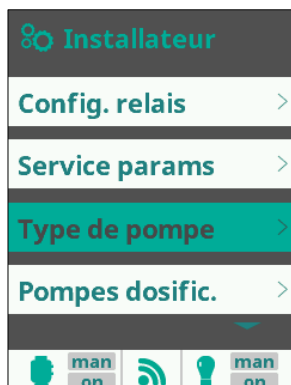 Installateur
Config. relais
Service params
Type de pompe
Pompes dosific.
man man
on on